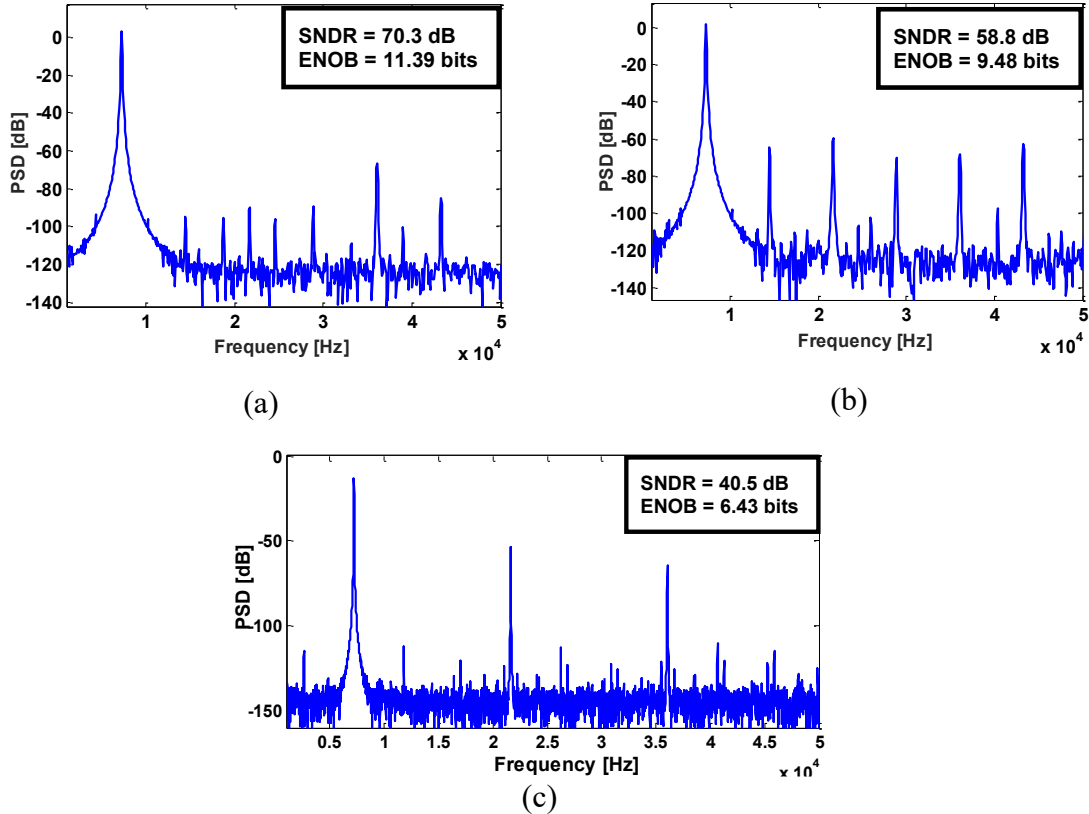 SNDR = 70.3 dB
ENOB = 11.39 bits
0
-20
-40
-60
-80
-100
-120
-140
PSD [dB]
1 2 3 4 5
Frequency [Hz]
x 10^4
(a)
SNDR = 58.8 dB
ENOB = 9.48 bits
0
-20
-40
-60
-80
-100
-120
-140
PSD [dB]
1 2 3 4 5
Frequency [Hz]
x 10^4
(b)
SNDR = 40.5 dB
ENOB = 6.43 bits
0
-50
-100
-150
PSD [dB]
0.5 1 1.5 2 2.5 3 3.5 4 4.5 5
Frequency [Hz]
x 10^4
(c)